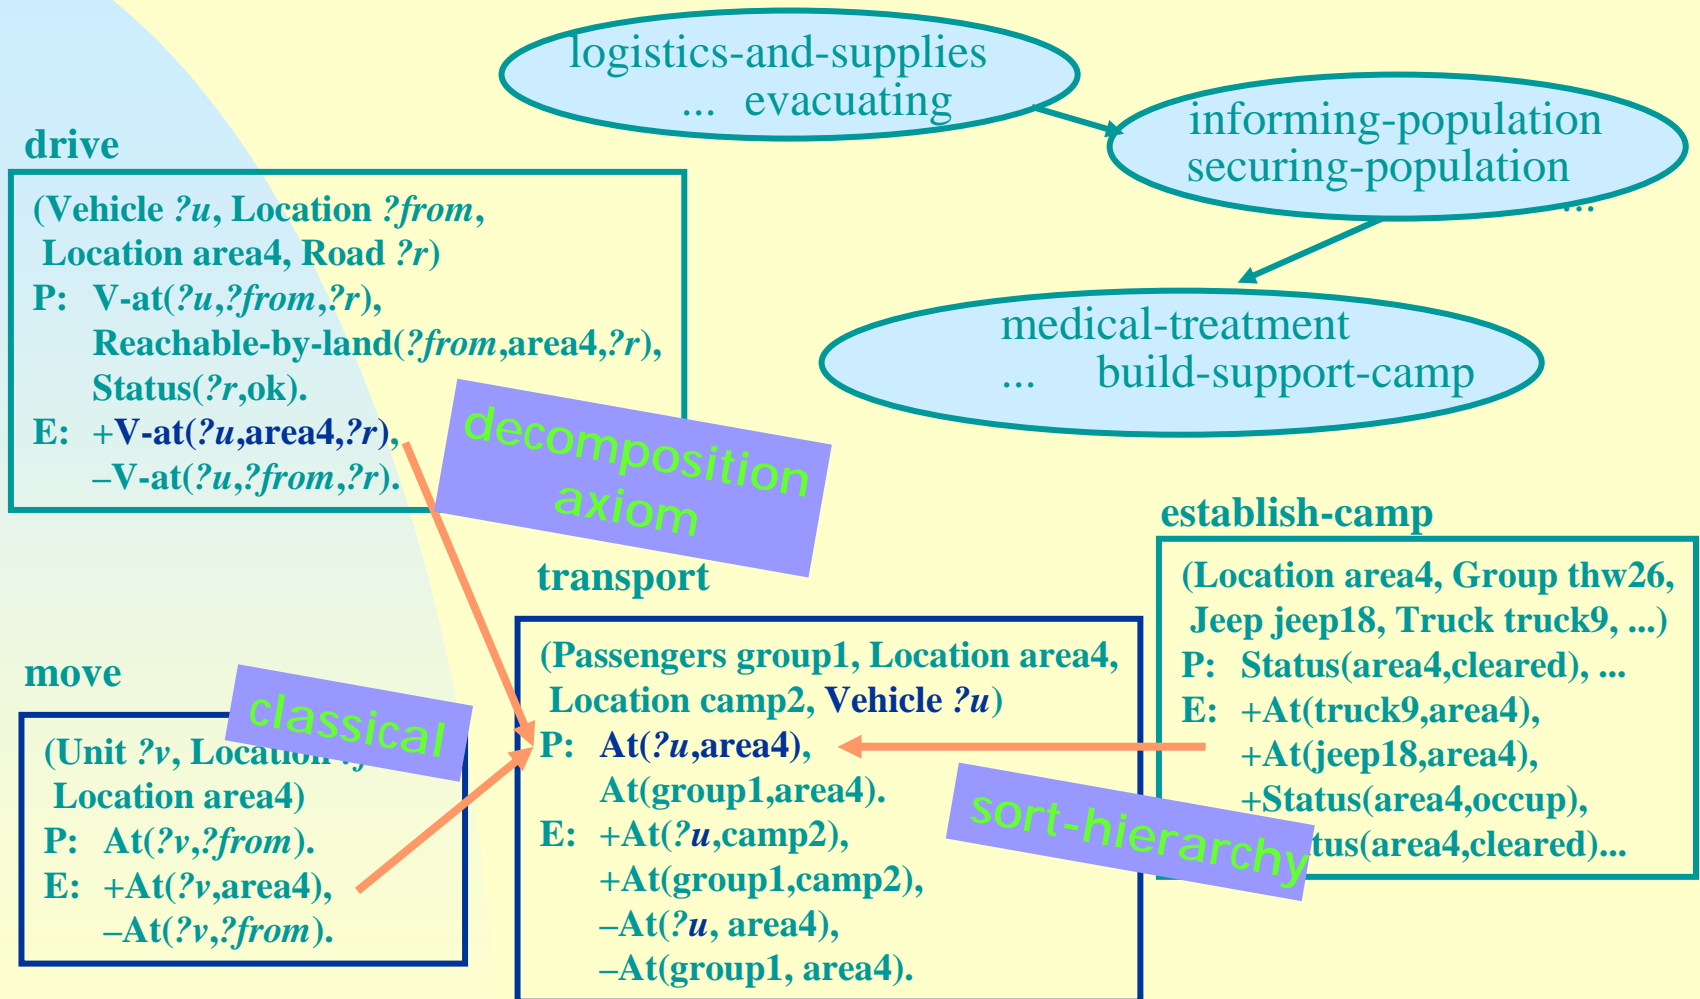 logistics-and-supplies
... evacuating
informing-population
securing-population
...
medical-treatment
... build-support-camp
drive
(Vehicle ?u, Location ?from,
Location area4, Road ?r)
P: V-at(?u,?from,?r),
Reachable-by-land(?from,area4,?r),
Status(?r,ok).
E: +V-at(?u,area4,?r),
–V-at(?u,?from,?r).
decomposition
axiom
move
classical
(Unit ?v, Location
Location area4)
P: At(?v,?from).
E: +At(?v,area4),
–At(?v,?from).
transport
(Passengers group1, Location area4,
Location camp2, Vehicle ?u)
P: At(?u,area4),
At(group1,area4).
E: +At(?u,camp2),
+At(group1,camp2),
–At(?u, area4),
–At(group1, area4).
establish-camp
(Location area4, Group thw26,
Jeep jeep18, Truck truck9, ...)
P: Status(area4,cleared), ...
E: +At(truck9,area4),
+At(jeep18,area4),
+Status(area4,occup),
tus(area4,cleared)...
sort-hierarchy